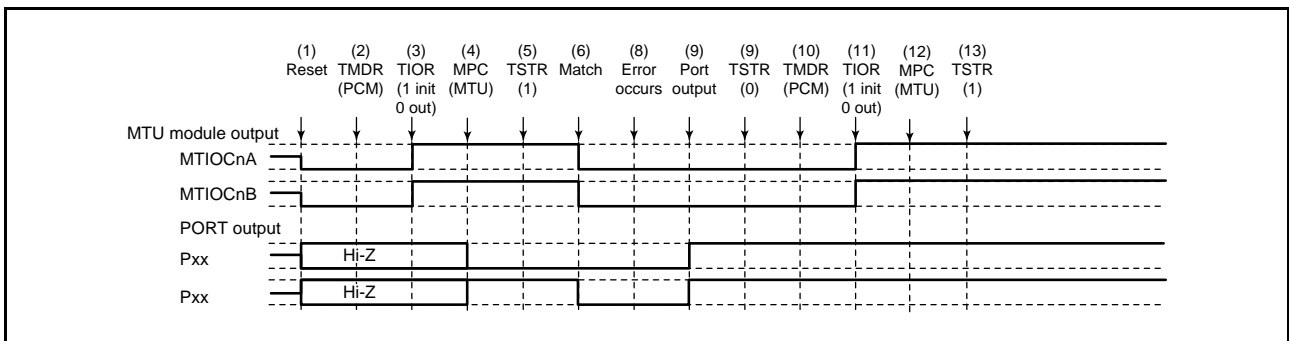 (1) (2) (3) (4) (5) (6) (8) (9) (9) (10) (11) (12) (13)
Reset TMDR TIOR MPC TSTR Match Error Port TSTR TMDR TIOR MPC TSTR
(PCM) (1 init (MTU) (1) occurs output (0) (PCM) (1 init (MTU) (1)
0 out) 0 out)
MTU module output
MTIOCnA
MTIOCnB
PORT output
Pxx Hi-Z
Pxx Hi-Z